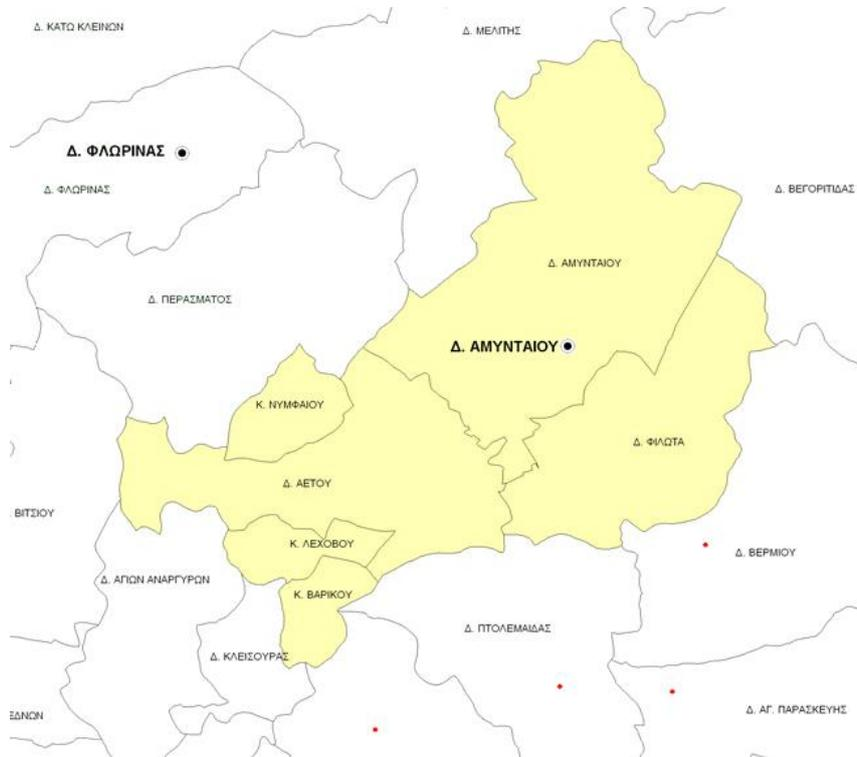 Δ. ΚΑΤΩ ΚΛΕΙΝΩΝ
Δ. ΜΕΛΙΤΗΣ
Δ. ΦΛΩΡΙΝΑΣ
Δ. ΦΛΩΡΙΝΑΣ
Δ. ΒΕΓΟΡΙΤΙΔΑΣ
Δ. ΑΜΥΝΤΑΙΟΥ
Δ. ΠΕΡΑΣΜΑΤΟΣ
Δ. ΑΜΥΝΤΑΙΟΥ
Κ. ΝΥΜΦΑΙΟΥ
Δ. ΦΙΛΩΤΑ
Δ. ΑΕΤΟΥ
ΒΙΤΣΙΟΥ
Κ. ΛΕΧΟΒΟΥ
Δ. ΒΕΡΜΙΟΥ
Δ. ΑΓΙΩΝ ΑΝΑΡΓΥΡΩΝ
Κ. ΒΑΡΙΚΟΥ
Δ. ΠΤΟΛΕΜΑΙΔΑΣ
Δ. ΚΛΕΙΣΟΥΡΑΣ
ΕΔΝΩΝ
Δ. ΑΓ. ΠΑΡΑΣΚΕΥΗΣ